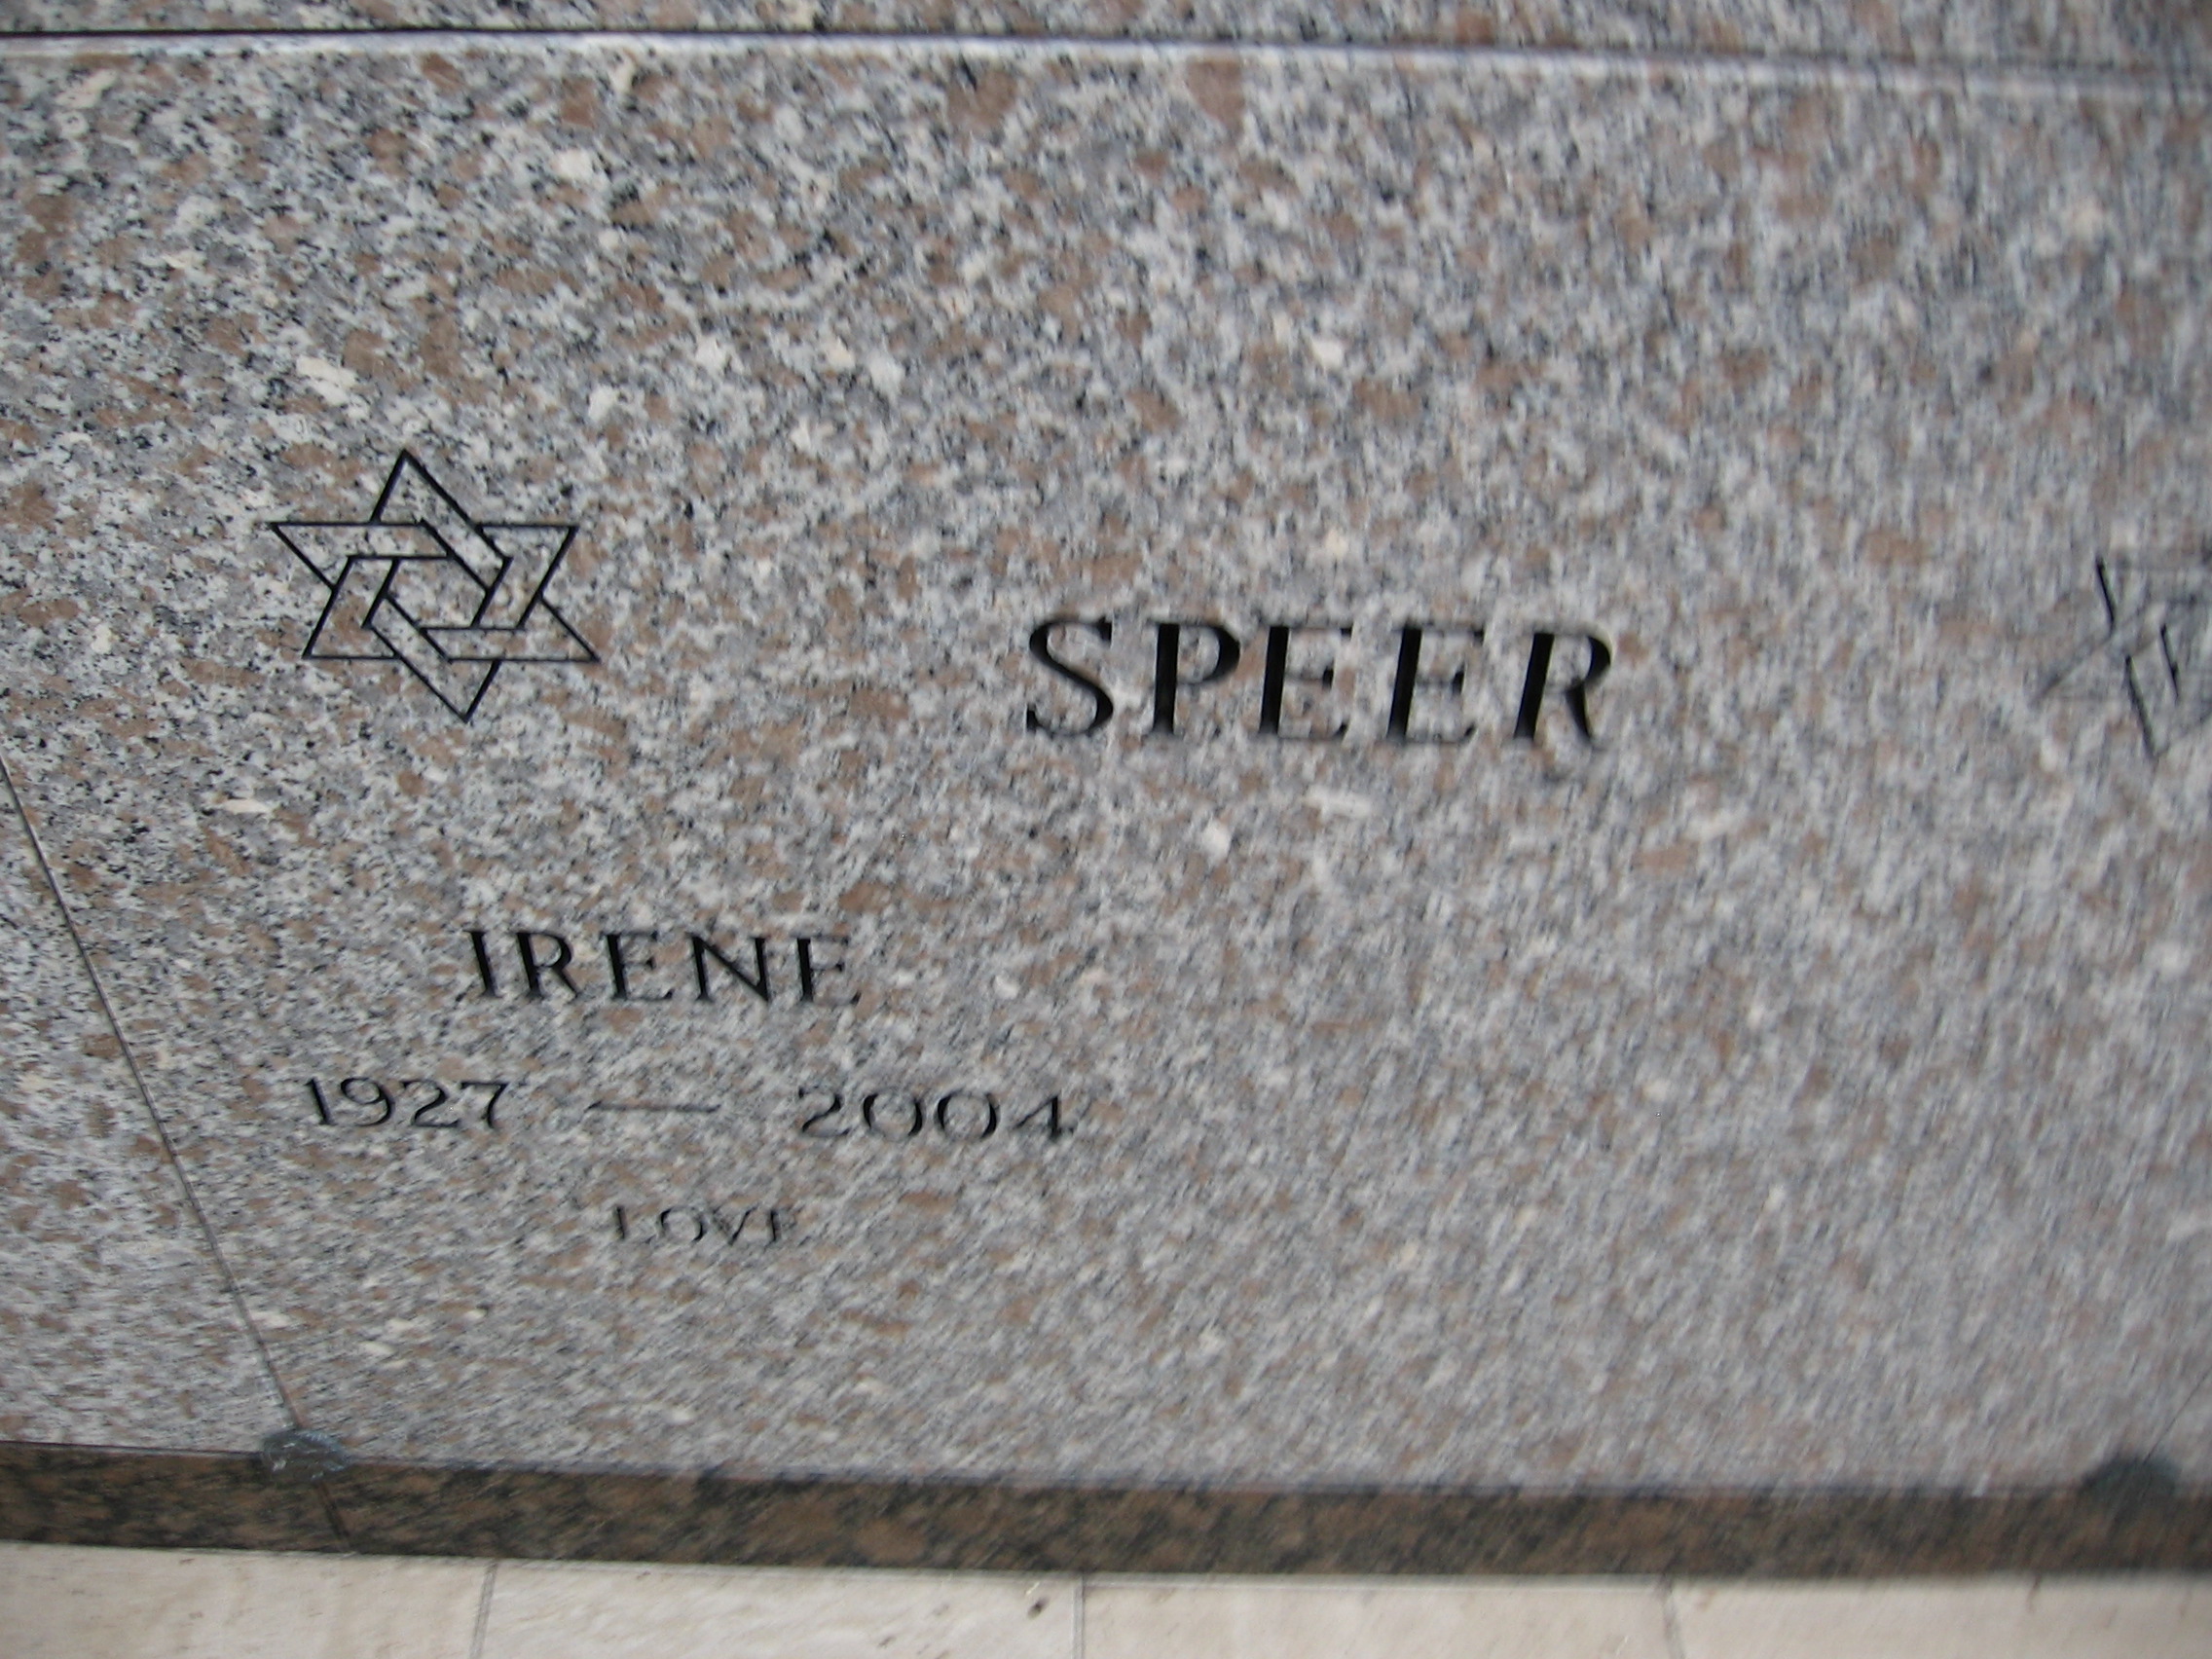 SPEER
IRENE
1927 — 2004
LOVE